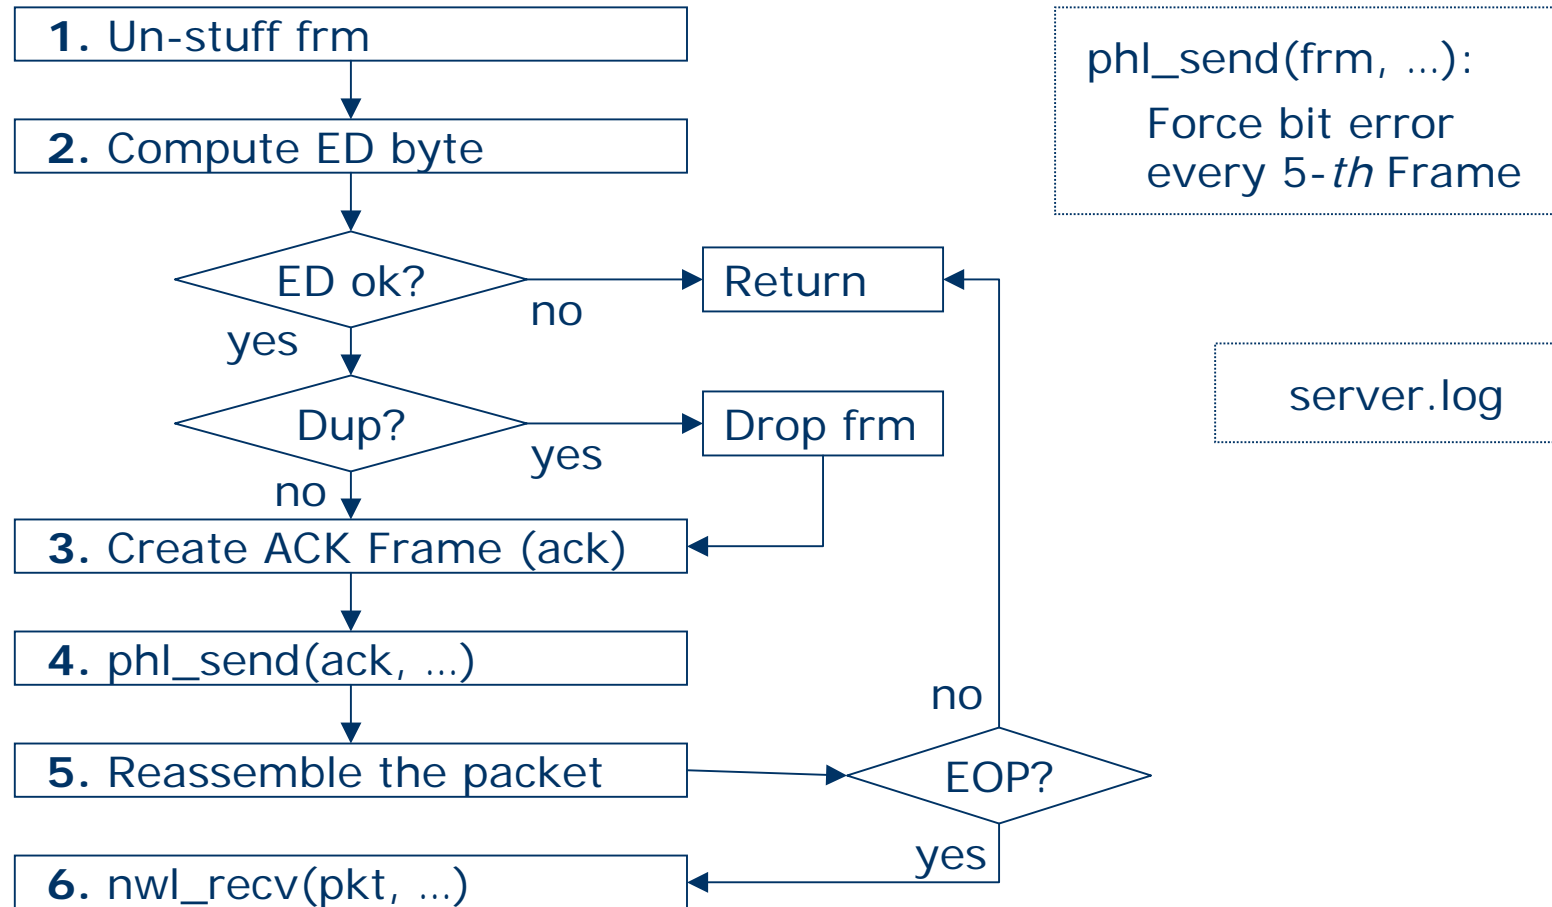 1. Un-stuff frm
2. Compute ED byte
ED ok?
no
Return
yes
Dup?
yes
Drop frm
no
3. Create ACK Frame (ack)
4. phl_send(ack, …)
5. Reassemble the packet
EOP?
no
yes
6. nwl_recv(pkt, …)
phl_send(frm, …):
Force bit error
every 5-th Frame
server.log